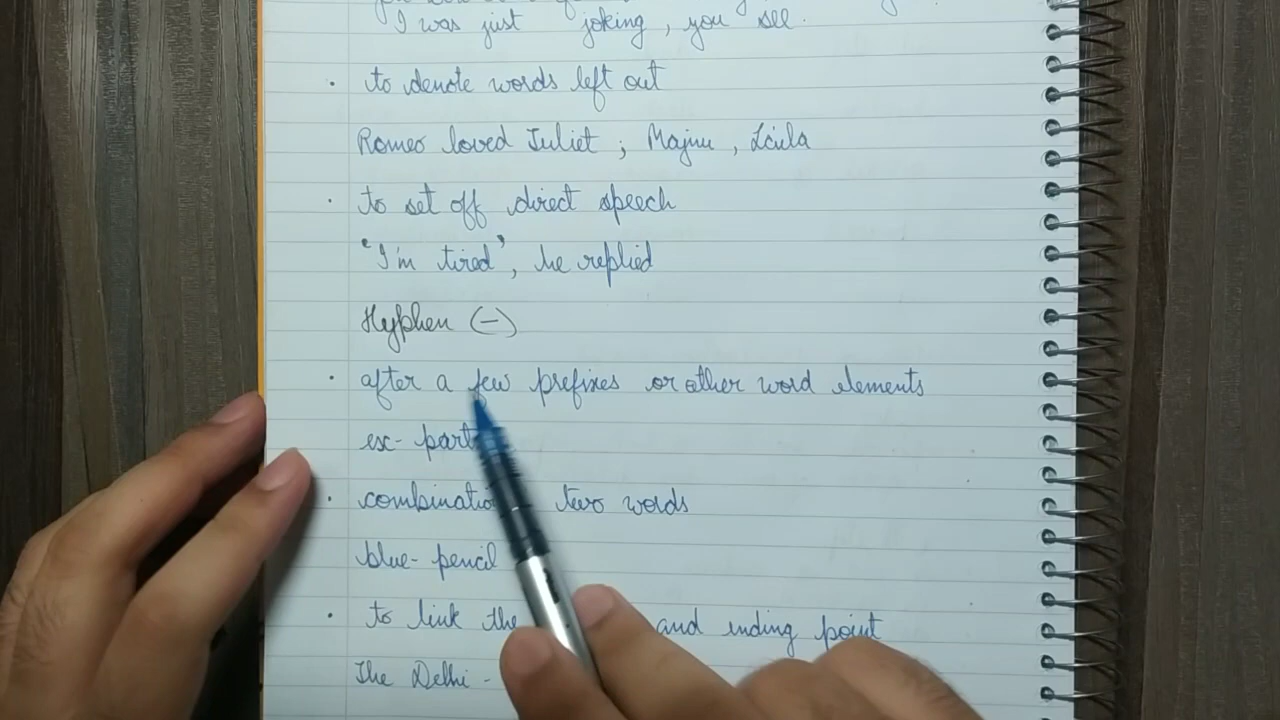 I was just joking, you see.
· to denote words left out
Romeo loved Juliet ; Majnu , Laila
· to set off direct speech
"I'm tired", he replied
Hyphen (-)
· after a few prefixes or other word elements
ex- part
· combination two words
blue- pencil
· to link the and ending point
The Delhi -